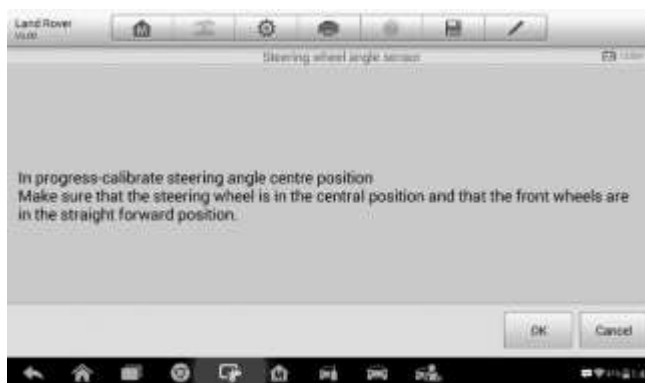 Land Rover
Steering wheel angle sensor
In progress-calibrate steering angle centre position
Make sure that the steering wheel is in the central position and that the front wheels are
in the straight forward position.
OK
Cancel